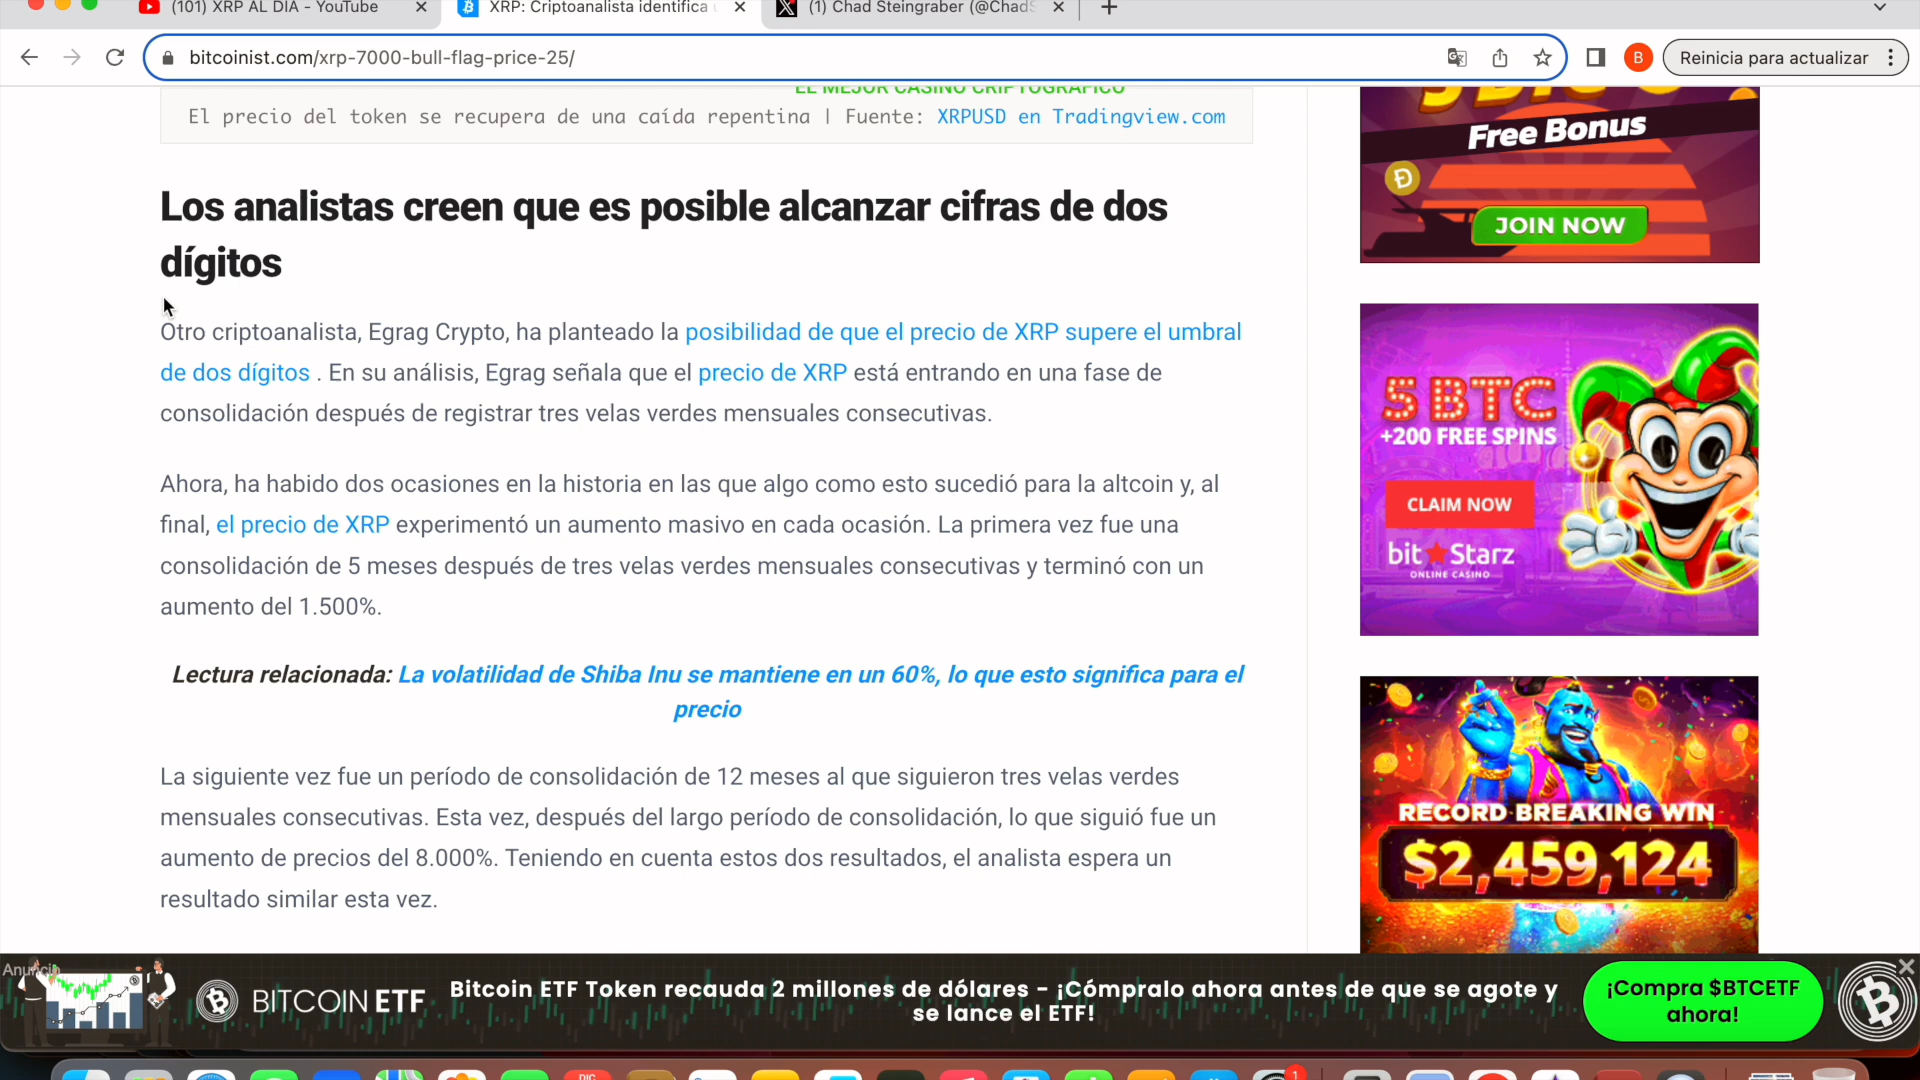 (101) XRP AL DIA - YouTube
XRP: Criptoanalista identifica
(1) Chad Steingraber (@Chad
bitcoinist.com/xrp-7000-bull-flag-price-25/
B
Reinicia para actualizar
EL MEJOR CASINO CRIPTOGRÁFICO
El precio del token se recupera de una caída repentina | Fuente: XRPUSD en Tradingview.com
Los analistas creen que es posible alcanzar cifras de dos
dígitos
Otro criptoanalista, Egrag Crypto, ha planteado la posibilidad de que el precio de XRP supere el umbral
de dos dígitos . En su análisis, Egrag señala que el precio de XRP está entrando en una fase de
consolidación después de registrar tres velas verdes mensuales consecutivas.
Ahora, ha habido dos ocasiones en la historia en las que algo como esto sucedió para la altcoin y, al
final, el precio de XRP experimentó un aumento masivo en cada ocasión. La primera vez fue una
consolidación de 5 meses después de tres velas verdes mensuales consecutivas y terminó con un
aumento del 1.500%.
Lectura relacionada: La volatilidad de Shiba Inu se mantiene en un 60%, lo que esto significa para el
precio
La siguiente vez fue un período de consolidación de 12 meses al que siguieron tres velas verdes
mensuales consecutivas. Esta vez, después del largo período de consolidación, lo que siguió fue un
aumento de precios del 8.000%. Teniendo en cuenta estos dos resultados, el analista espera un
resultado similar esta vez.
Free Bonus
JOIN NOW
5 BTC
+200 FREE SPINS
CLAIM NOW
bit Starz
ONLINE CASINO
RECORD BREAKING WIN
$2,459,124
Anuncio
BITCOIN ETF
Bitcoin ETF Token recauda 2 millones de dólares - ¡Cómpralo ahora antes de que se agote y
se lance el ETF!
¡Compra $BTCETF
ahora!
DIC
1